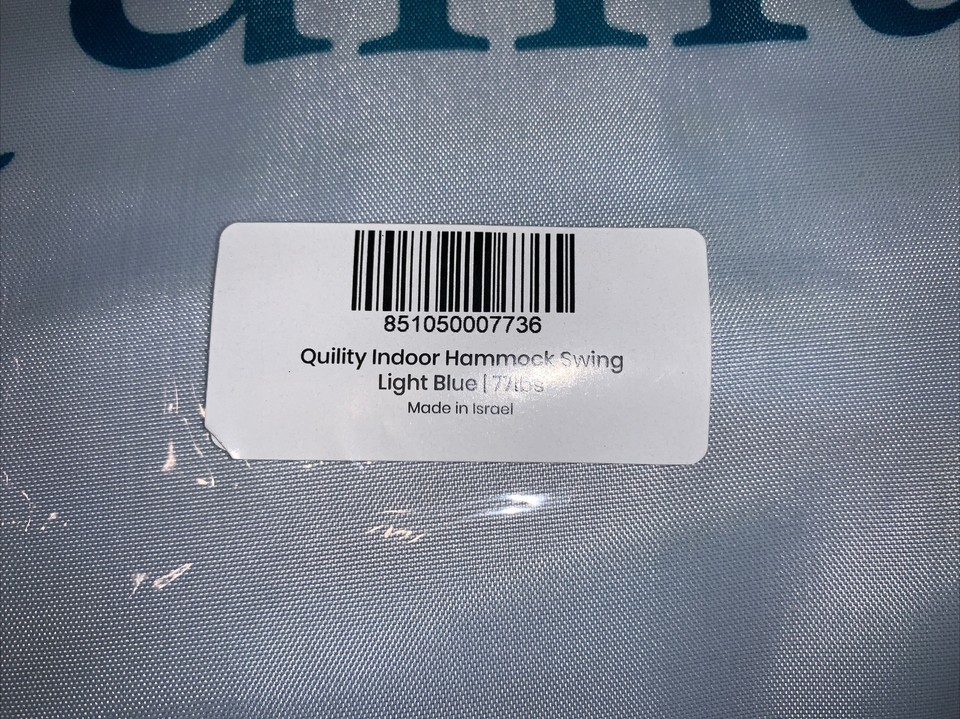 851050007736
Quility Indoor Hammock Swing
Light Blue | 77lbs
Made in Israel